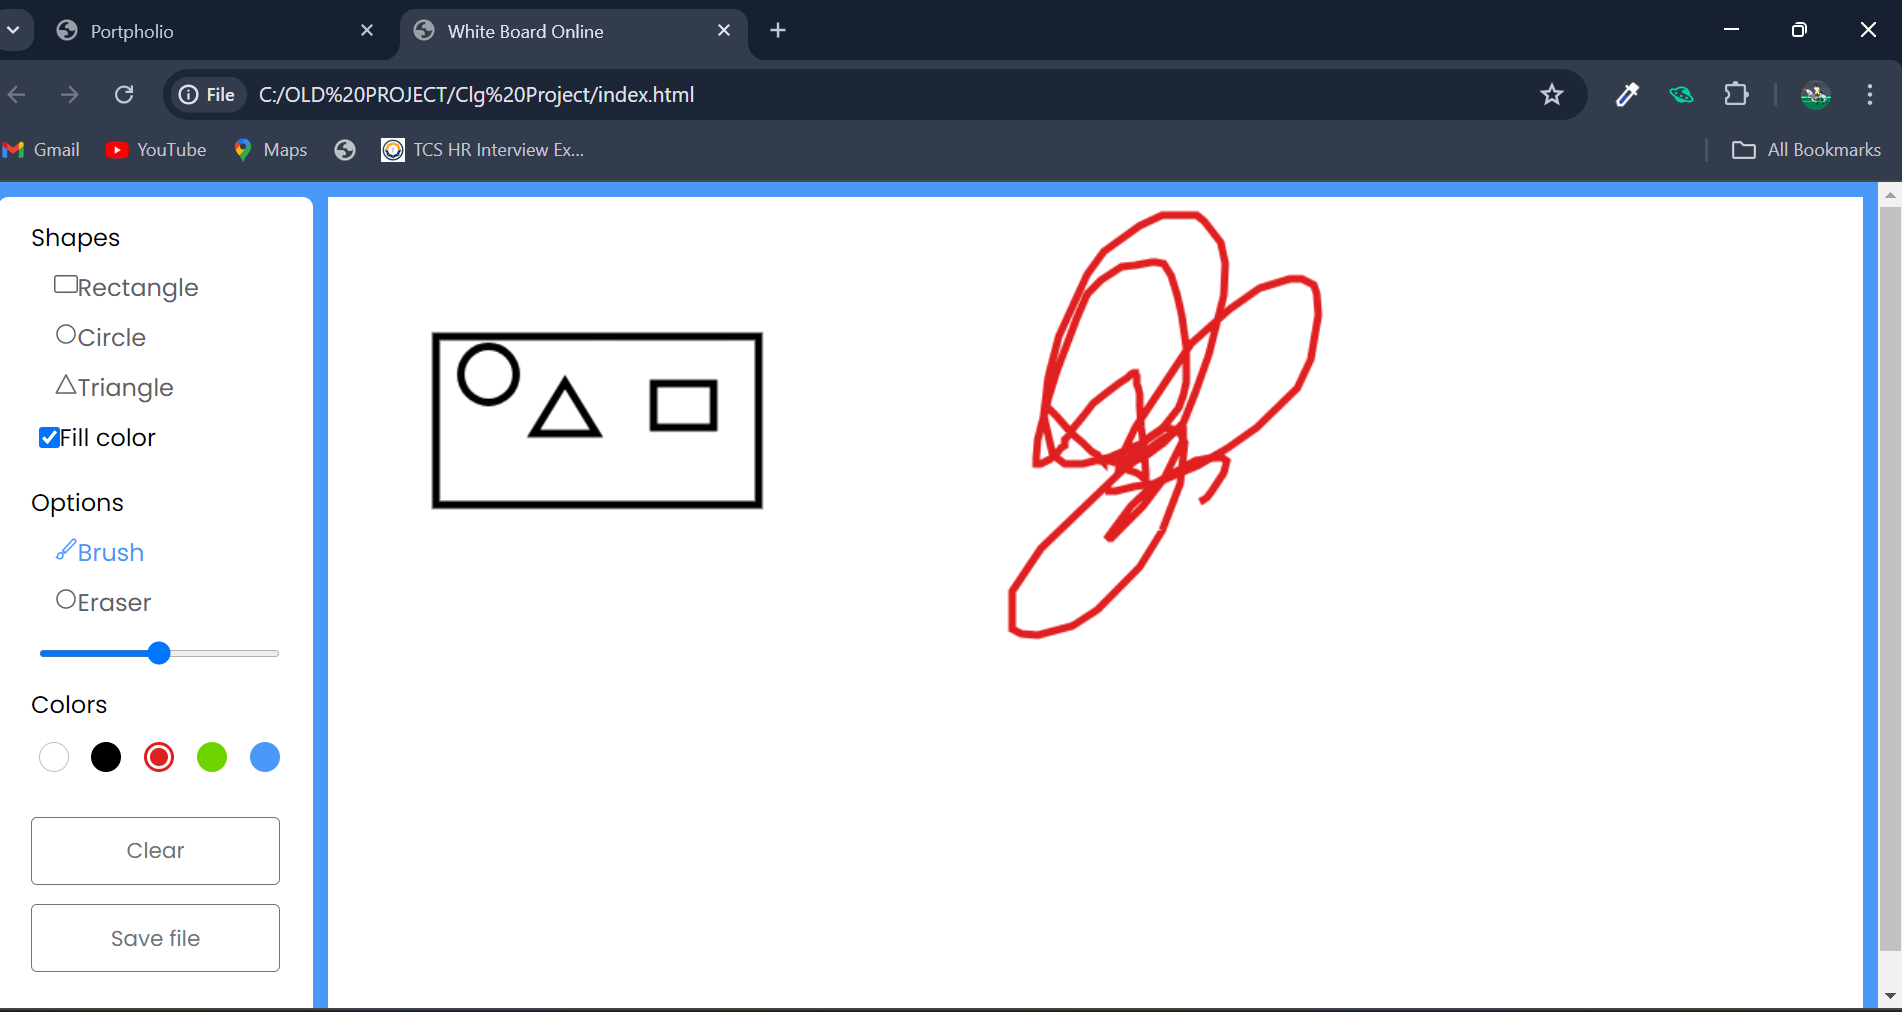 Portpholio White Board Online
File C:/OLD%20PROJECT/Clg%20Project/index.html
Gmail YouTube Maps TCS HR Interview Ex... All Bookmarks
Shapes
Rectangle
Circle
Triangle
Fill color
Options
Brush
Eraser
Colors
Clear
Save file